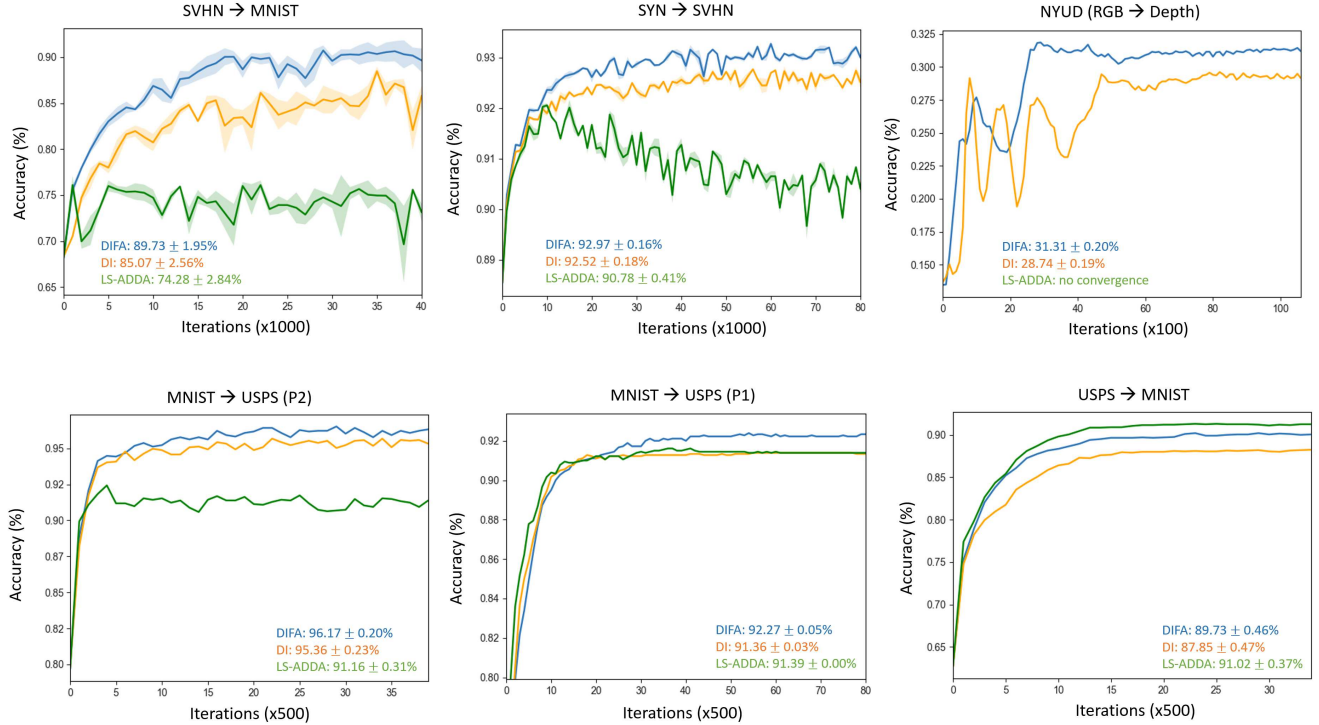 SVHN → MNIST
Accuracy (%)
0.90
0.85
0.80
0.75
0.70
0.65
DIFA: 89.73 ± 1.95%
DI: 85.07 ± 2.56%
LS-ADDA: 74.28 ± 2.84%
0 5 10 15 20 25 30 35 40
Iterations (x1000)
SYN → SVHN
Accuracy (%)
0.93
0.92
0.91
0.90
0.89
DIFA: 92.97 ± 0.16%
DI: 92.52 ± 0.18%
LS-ADDA: 90.78 ± 0.41%
0 10 20 30 40 50 60 70 80
Iterations (x1000)
NYUD (RGB → Depth)
Accuracy (%)
0.325
0.300
0.275
0.250
0.225
0.200
0.175
0.150
DIFA: 31.31 ± 0.20%
DI: 28.74 ± 0.19%
LS-ADDA: no convergence
0 20 40 60 80 100
Iterations (x100)
MNIST → USPS (P2)
Accuracy (%)
0.95
0.92
0.90
0.87
0.85
0.82
0.80
DIFA: 96.17 ± 0.20%
DI: 95.36 ± 0.23%
LS-ADDA: 91.16 ± 0.31%
0 5 10 15 20 25 30 35
Iterations (x500)
MNIST → USPS (P1)
Accuracy (%)
0.92
0.90
0.88
0.86
0.84
0.82
0.80
DIFA: 92.27 ± 0.05%
DI: 91.36 ± 0.03%
LS-ADDA: 91.39 ± 0.00%
0 10 20 30 40 50 60 70 80
Iterations (x500)
USPS → MNIST
Accuracy (%)
0.90
0.85
0.80
0.75
0.70
0.65
DIFA: 89.73 ± 0.46%
DI: 87.85 ± 0.47%
LS-ADDA: 91.02 ± 0.37%
0 5 10 15 20 25 30
Iterations (x500)